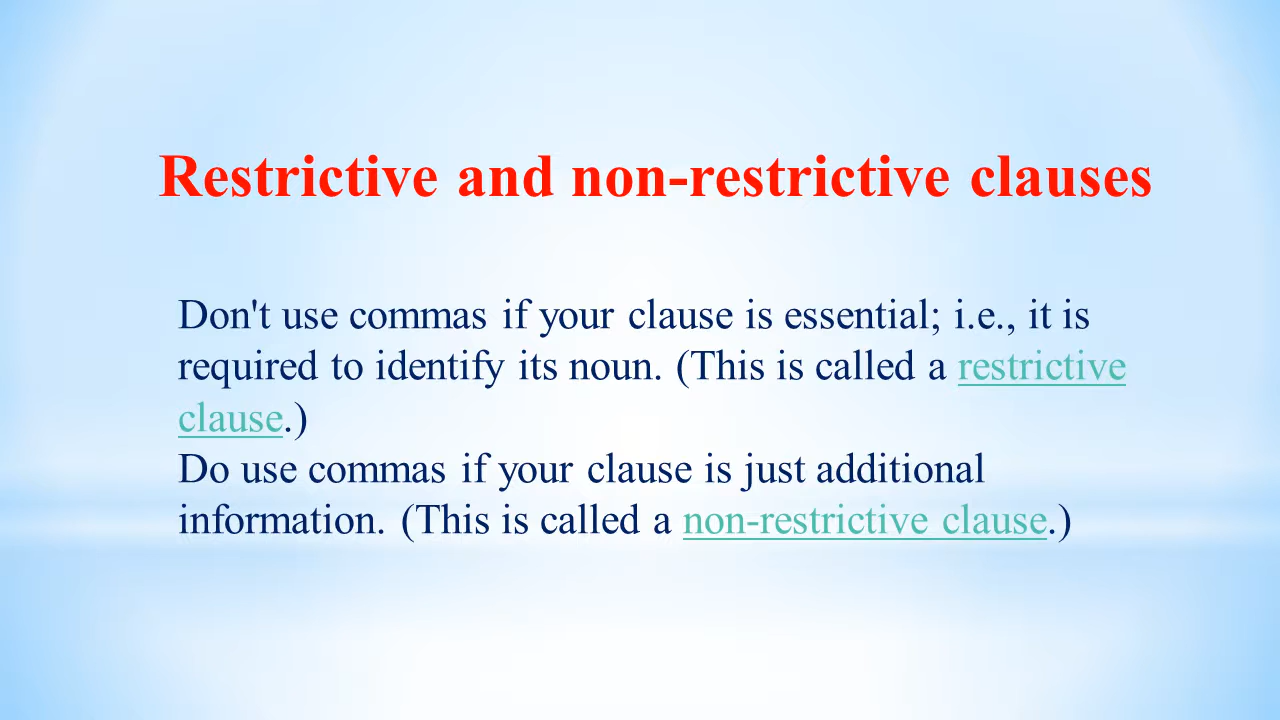 Restrictive and non-restrictive clauses
Don't use commas if your clause is essential; i.e., it is
required to identify its noun. (This is called a restrictive
clause.)
Do use commas if your clause is just additional
information. (This is called a non-restrictive clause.)